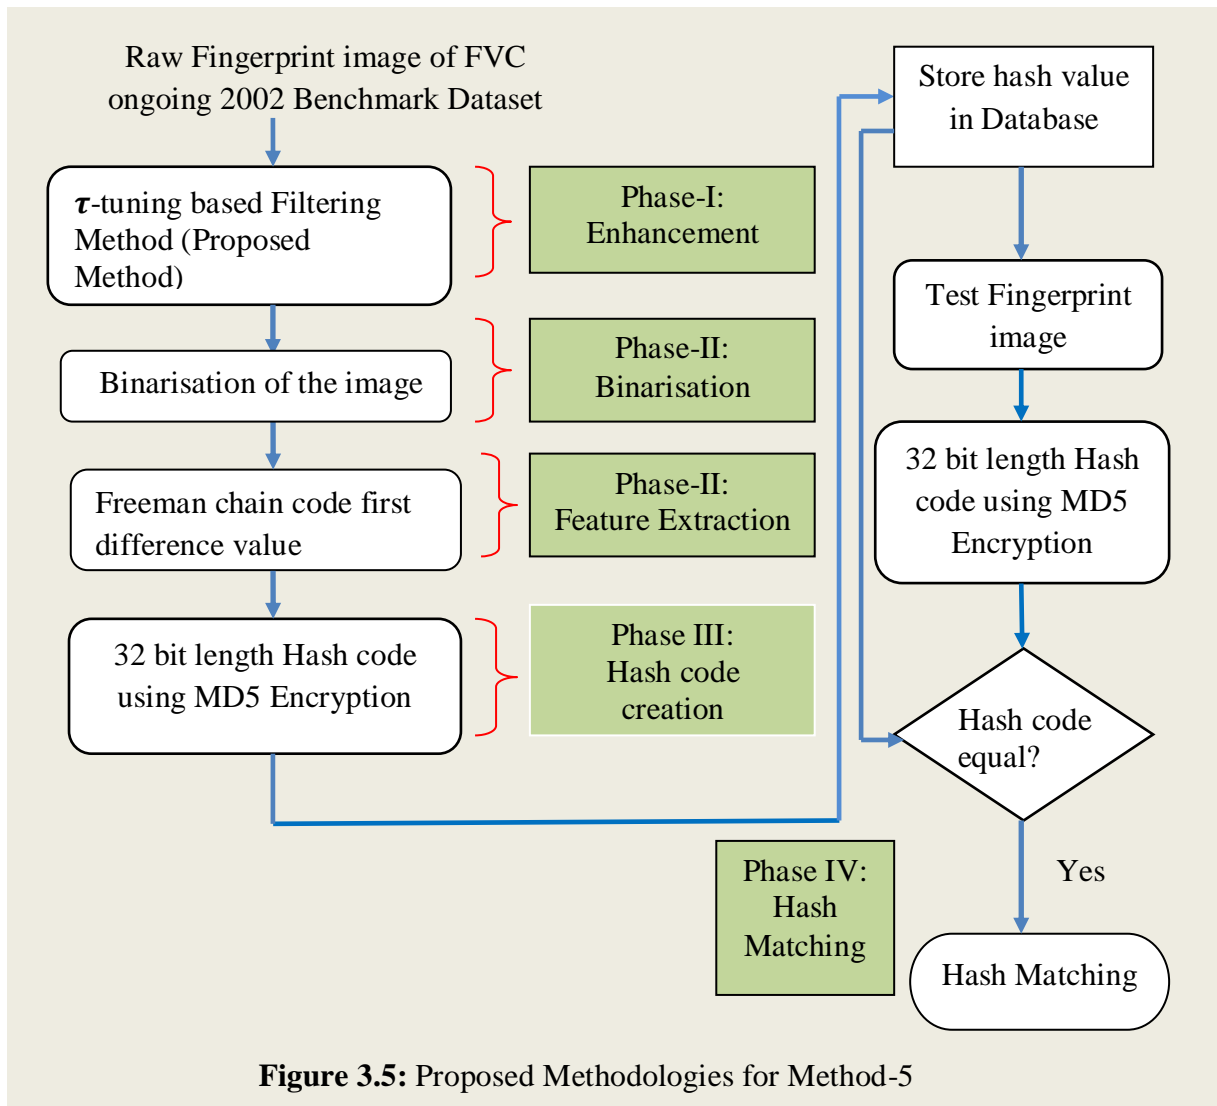 Raw Fingerprint image of FVC
ongoing 2002 Benchmark Dataset
τ-tuning based Filtering
Method (Proposed
Method)
Phase-I:
Enhancement
Binarisation of the image
Phase-II:
Binarisation
Freeman chain code first
difference value
Phase-II:
Feature Extraction
32 bit length Hash code
using MD5 Encryption
Phase III:
Hash code
creation
Store hash value
in Database
Test Fingerprint
image
32 bit length Hash
code using MD5
Encryption
Hash code
equal?
Yes
Phase IV:
Hash
Matching
Hash Matching
Figure 3.5: Proposed Methodologies for Method-5